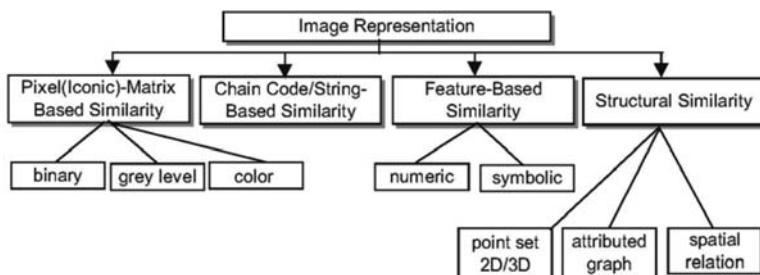 Image Representation
Pixel(Iconic)-Matrix
Based Similarity
Chain Code/String-
Based Similarity
Feature-Based
Similarity
Structural Similarity
binary
grey level
color
numeric
symbolic
point set
2D/3D
attributed
graph
spatial
relation